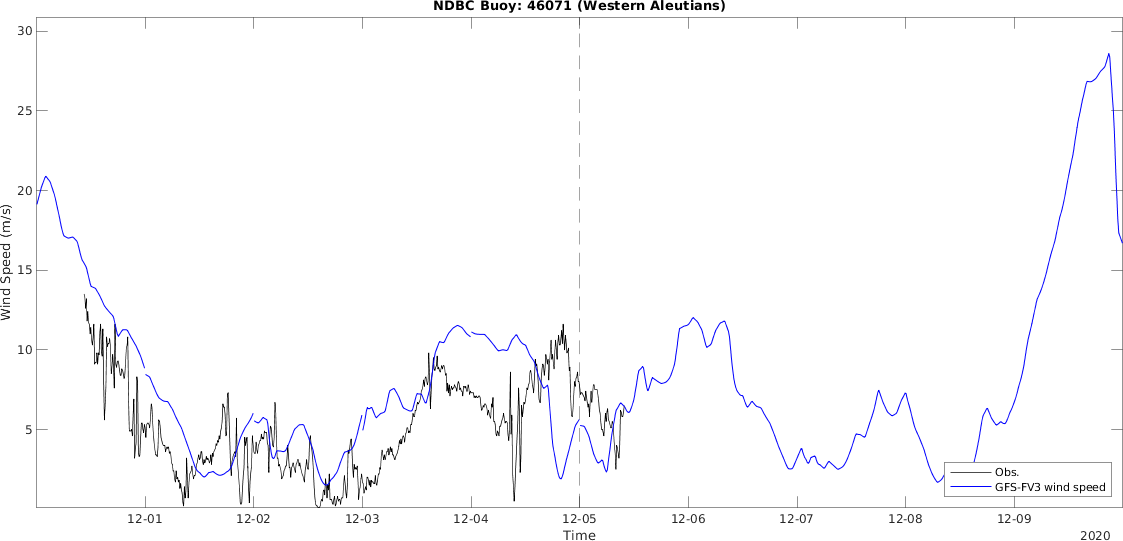 NDBC Buoy: 46071 (Western Aleutians)
30
25
20
15
10
5
Wind Speed (m/s)
Obs.
GFS-FV3 wind speed
12-01 12-02 12-03 12-04 12-05 12-06 12-07 12-08 12-09
Time
2020